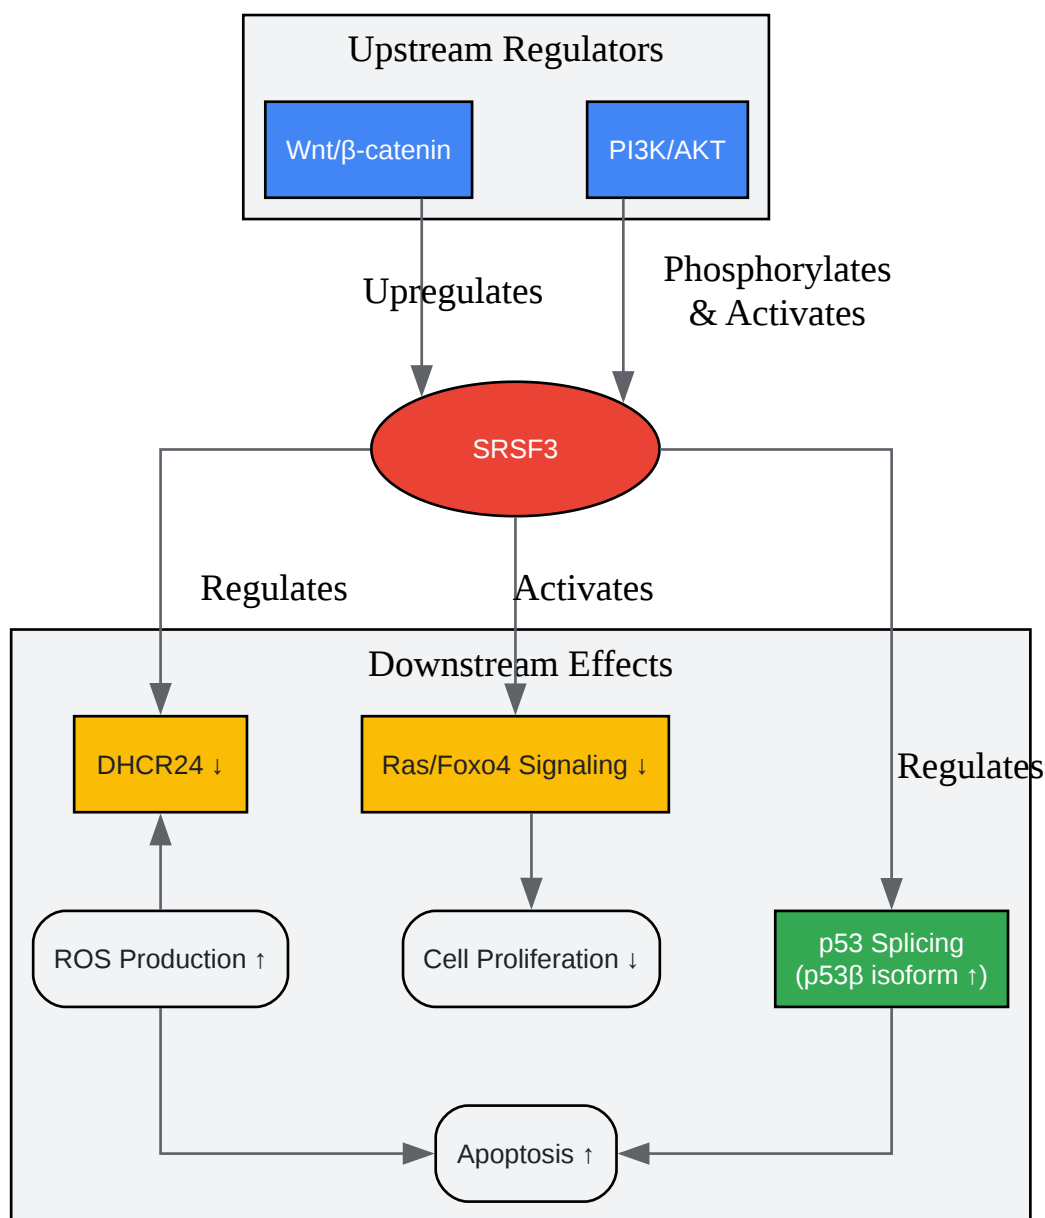 Upstream Regulators
Wnt/β-catenin
PI3K/AKT
Upregulates
Phosphorylates
& Activates
SRSF3
Regulates
Activates
Downstream Effects
DHCR24 ↓
Ras/Foxo4 Signaling ↓
Regulates
ROS Production ↑
Cell Proliferation ↓
p53 Splicing
(p53β isoform ↑)
Apoptosis ↑